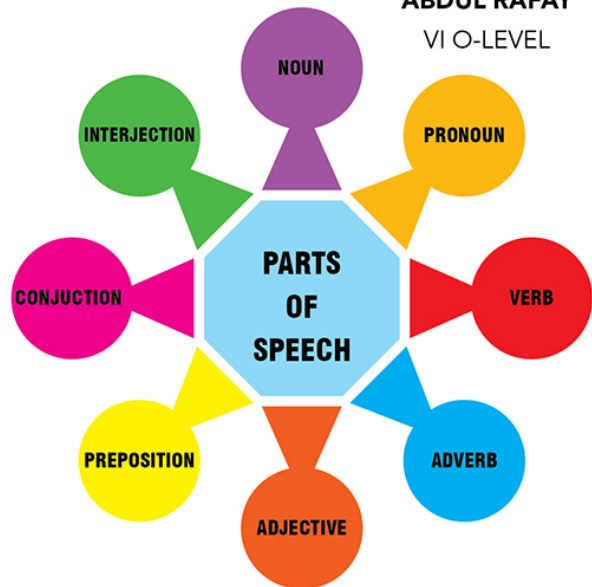 ABDUL RAFAY
VI O-LEVEL
NOUN
INTERJECTION
PRONOUN
PARTS
OF
SPEECH
CONJUCTION
VERB
PREPOSITION
ADVERB
ADJECTIVE